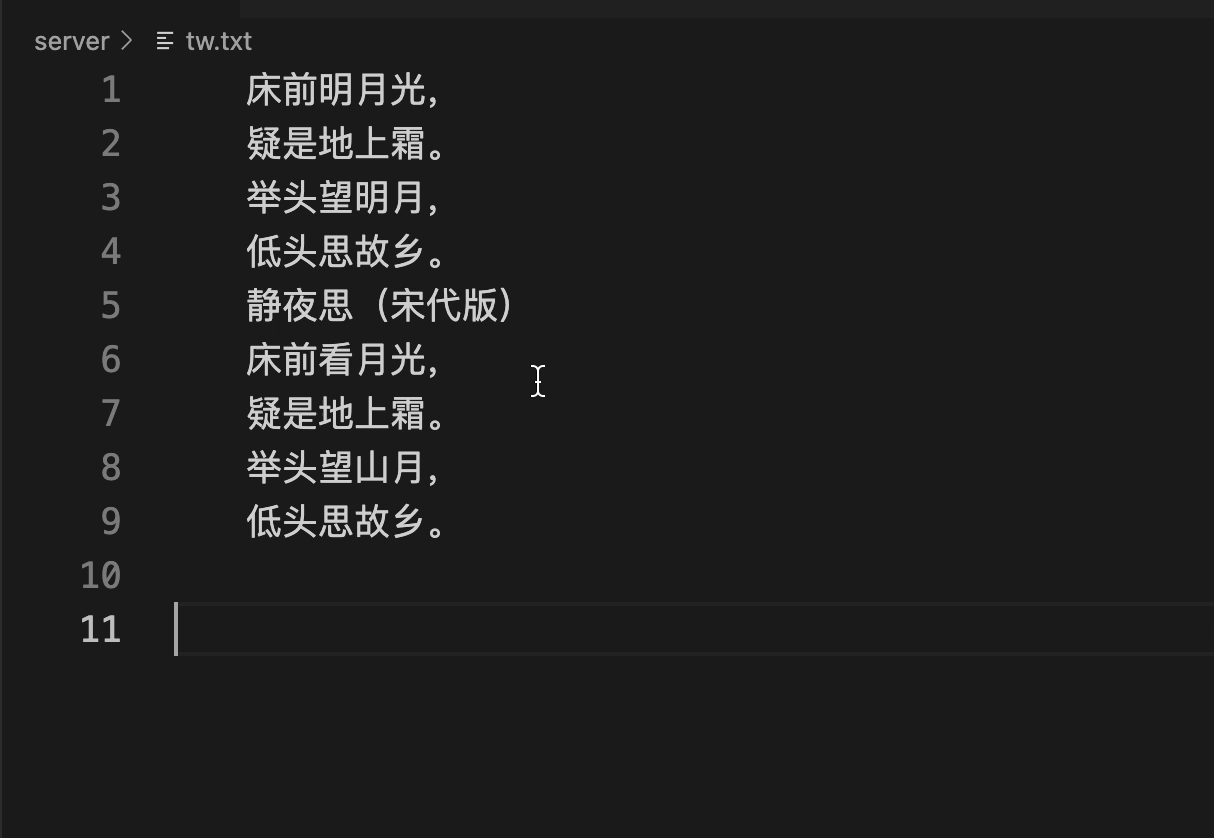 server > tw.txt
1 床前明月光，
2 疑是地上霜。
3 举头望明月，
4 低头思故乡。
5 静夜思（宋代版）
6 床前看月光，
7 疑是地上霜。
8 举头望山月，
9 低头思故乡。
10
11